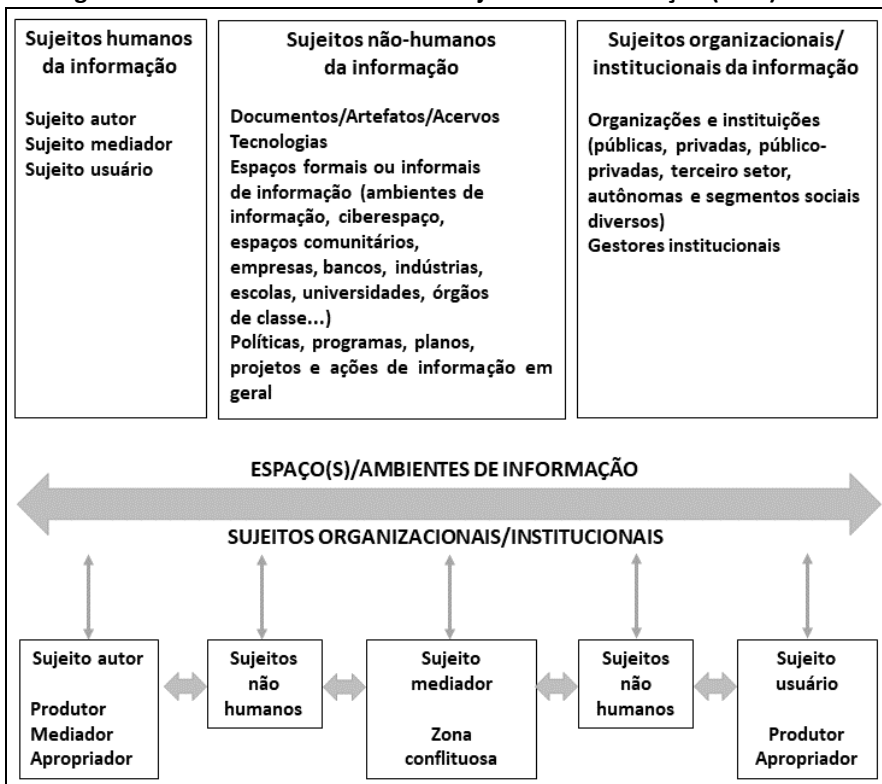 Sujeitos humanos
da informação
Sujeito autor
Sujeito mediador
Sujeito usuário
Sujeitos não-humanos
da informação
Documentos/Artefatos/Acervos
Tecnologias
Espaços formais ou informais
de informação (ambientes de
informação, ciberespaço,
espaços comunitários,
empresas, bancos, indústrias,
escolas, universidades, órgãos
de classe...)
Políticas, programas, planos,
projetos e ações de informação em
geral
Sujeitos organizacionais/
institucionais da informação
Organizações e instituições
(públicas, privadas, público-
privadas, terceiro setor,
autônomas e segmentos sociais
diversos)
Gestores institucionais
ESPAÇO(S)/AMBIENTES DE INFORMAÇÃO
SUJEITOS ORGANIZACIONAIS/INSTITUCIONAIS
Sujeito autor
Produtor
Mediador
Apropriador
Sujeitos
não
humanos
Sujeito
mediador
Zona
conflituosa
Sujeitos
não
humanos
Sujeito
usuário
Produtor
Apropriador